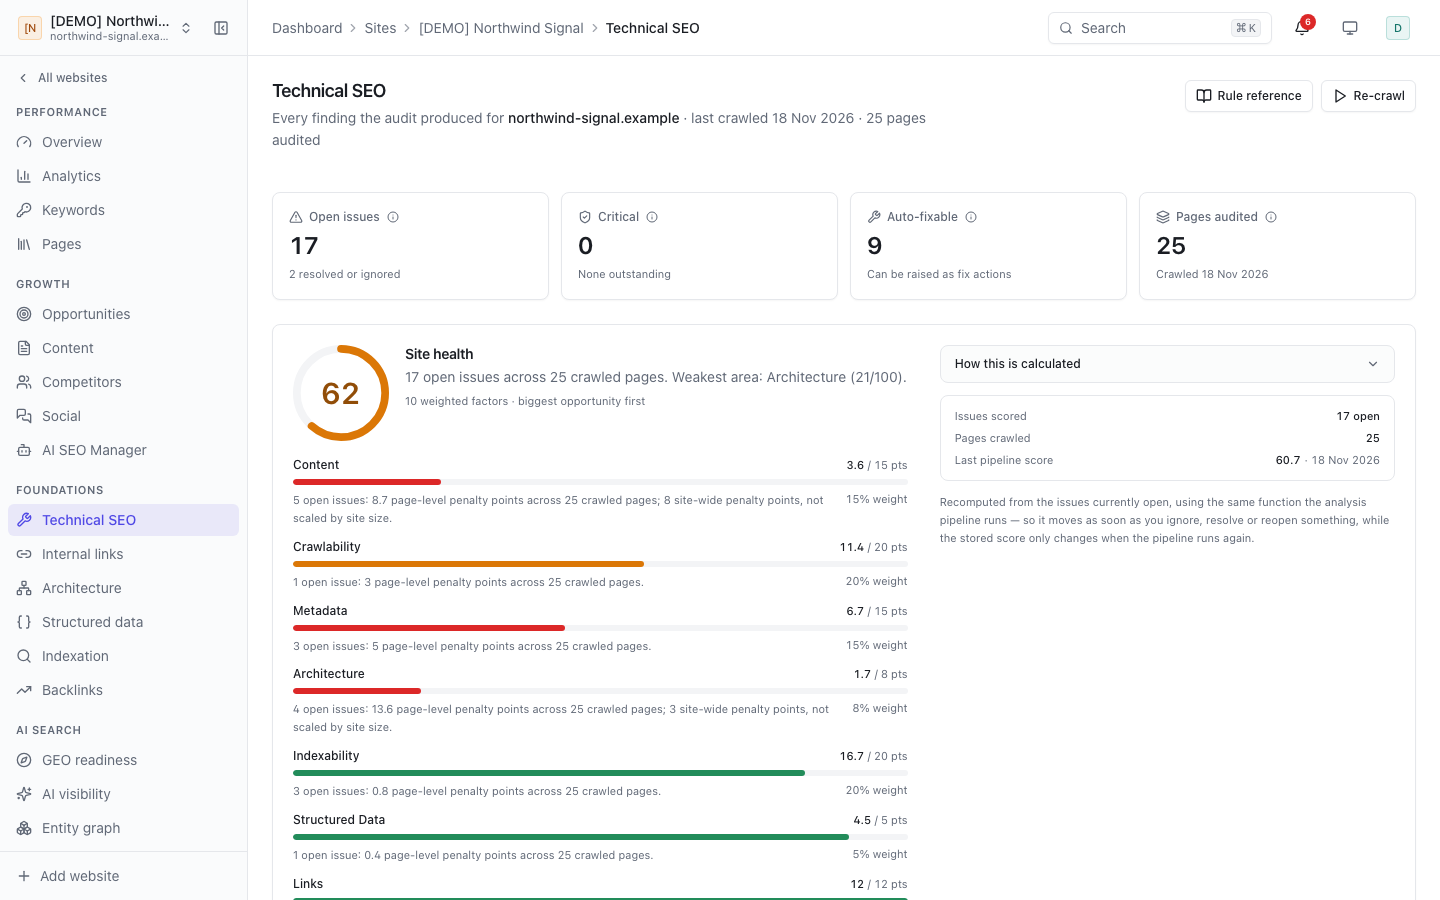 [N
[DEMO] Northwi...
northwind-signal.exa...
All websites
PERFORMANCE
Overview
Analytics
Keywords
Pages
GROWTH
Opportunities
Content
Competitors
Social
AI SEO Manager
FOUNDATIONS
Technical SEO
Internal links
Architecture
Structured data
Indexation
Backlinks
AI SEARCH
GEO readiness
AI visibility
Entity graph
Add website
Dashboard > Sites > [DEMO] Northwind Signal > Technical SEO
Search ⌘ K
6
D
Technical SEO
Every finding the audit produced for northwind-signal.example · last crawled 18 Nov 2026 · 25 pages
audited
Rule reference
Re-crawl
Open issues
17
2 resolved or ignored
Critical
0
None outstanding
Auto-fixable
9
Can be raised as fix actions
Pages audited
25
Crawled 18 Nov 2026
62
Site health
17 open issues across 25 crawled pages. Weakest area: Architecture (21/100).
10 weighted factors · biggest opportunity first
Content 3.6 / 15 pts
5 open issues: 8.7 page-level penalty points across 25 crawled pages; 8 site-wide penalty points, not 15% weight
scaled by site size.
Crawlability 11.4 / 20 pts
1 open issue: 3 page-level penalty points across 25 crawled pages. 20% weight
Metadata 6.7 / 15 pts
3 open issues: 5 page-level penalty points across 25 crawled pages. 15% weight
Architecture 1.7 / 8 pts
4 open issues: 13.6 page-level penalty points across 25 crawled pages; 3 site-wide penalty points, not 8% weight
scaled by site size.
Indexability 16.7 / 20 pts
3 open issues: 0.8 page-level penalty points across 25 crawled pages. 20% weight
Structured Data 4.5 / 5 pts
1 open issue: 0.4 page-level penalty points across 25 crawled pages. 5% weight
Links 12 / 12 pts
How this is calculated
Issues scored 17 open
Pages crawled 25
Last pipeline score 60.7 · 18 Nov 2026
Recomputed from the issues currently open, using the same function the analysis
pipeline runs — so it moves as soon as you ignore, resolve or reopen something, while
the stored score only changes when the pipeline runs again.